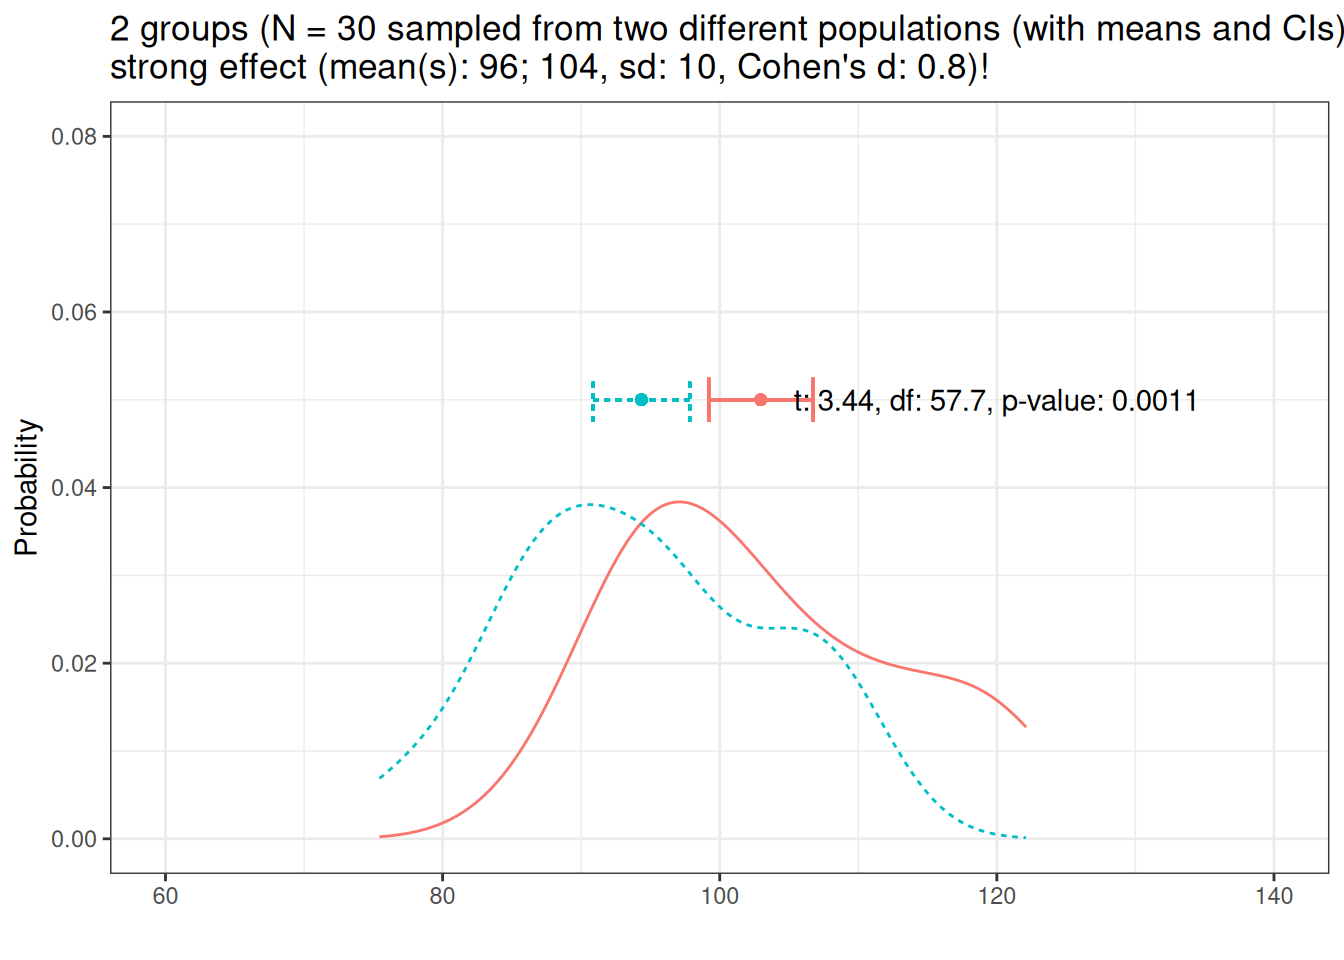 2 groups (N = 30 sampled from two different populations (with means and CIs)
strong effect (mean(s): 96; 104, sd: 10, Cohen's d: 0.8)!
0.08
0.06
t: 3.44, df: 57.7, p-value: 0.0011
0.04
Probability
0.02
0.00
60 80 100 120 140